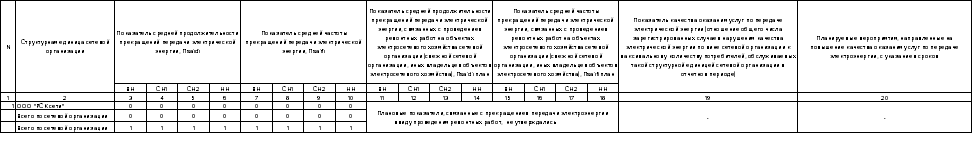 N
Структурная единица сетевой
организации
Показатель средней продолжительности
прекращений передачи электрической
энергии, Пsaidi
Показатель средней частоты
прекращений передачи электрической
энергии, Пsaifi
Показатель средней продолжительности
прекращений передачи электрической
энергии, связанных с проведением
ремонтных работ на объектах
электросетевого хозяйства сетевой
организации (смежной сетевой
организации, иных владельцев объектов
электросетевого хозяйства), Пsaidi план
Показатель средней частоты
прекращений передачи электрической
энергии, связанных с проведением
ремонтных работ на объектах
электросетевого хозяйства сетевой
организации (смежной сетевой
организации, иных владельцев объектов
электросетевого хозяйства), Пsaifi план
Показатель качества оказания услуг по передаче
электрической энергии (отношение общего числа
зарегистрированных случаев нарушения качества
электрической энергии по вине сетевой организации к
максимальному количеству потребителей, обслуживаемых
такой структурной единицей сетевой организации в
отчетном периоде)
Планируемые мероприятия, направленные на
повышение качества оказания услуг по передаче
электроэнергии, с указанием сроков
ВН СН1 СН2 НН ВН СН1 СН2 НН ВН СН1 СН2 НН ВН СН1 СН2 НН
1 2 3 4 5 6 7 8 9 10 11 12 13 14 15 16 17 18 19 20
1 ООО "РСК сети" 0 0 0 0 0 0 0 0
Всего по сетевой организации 0 0 0 0 0 0 0 0
Всего по сетевой организации 1 1 1 1 1 1 1 1
Плановые показатели, связанные с прекращением передачи электроэнергии
ввиду проведения ремонтных работ, не утверждались
- -